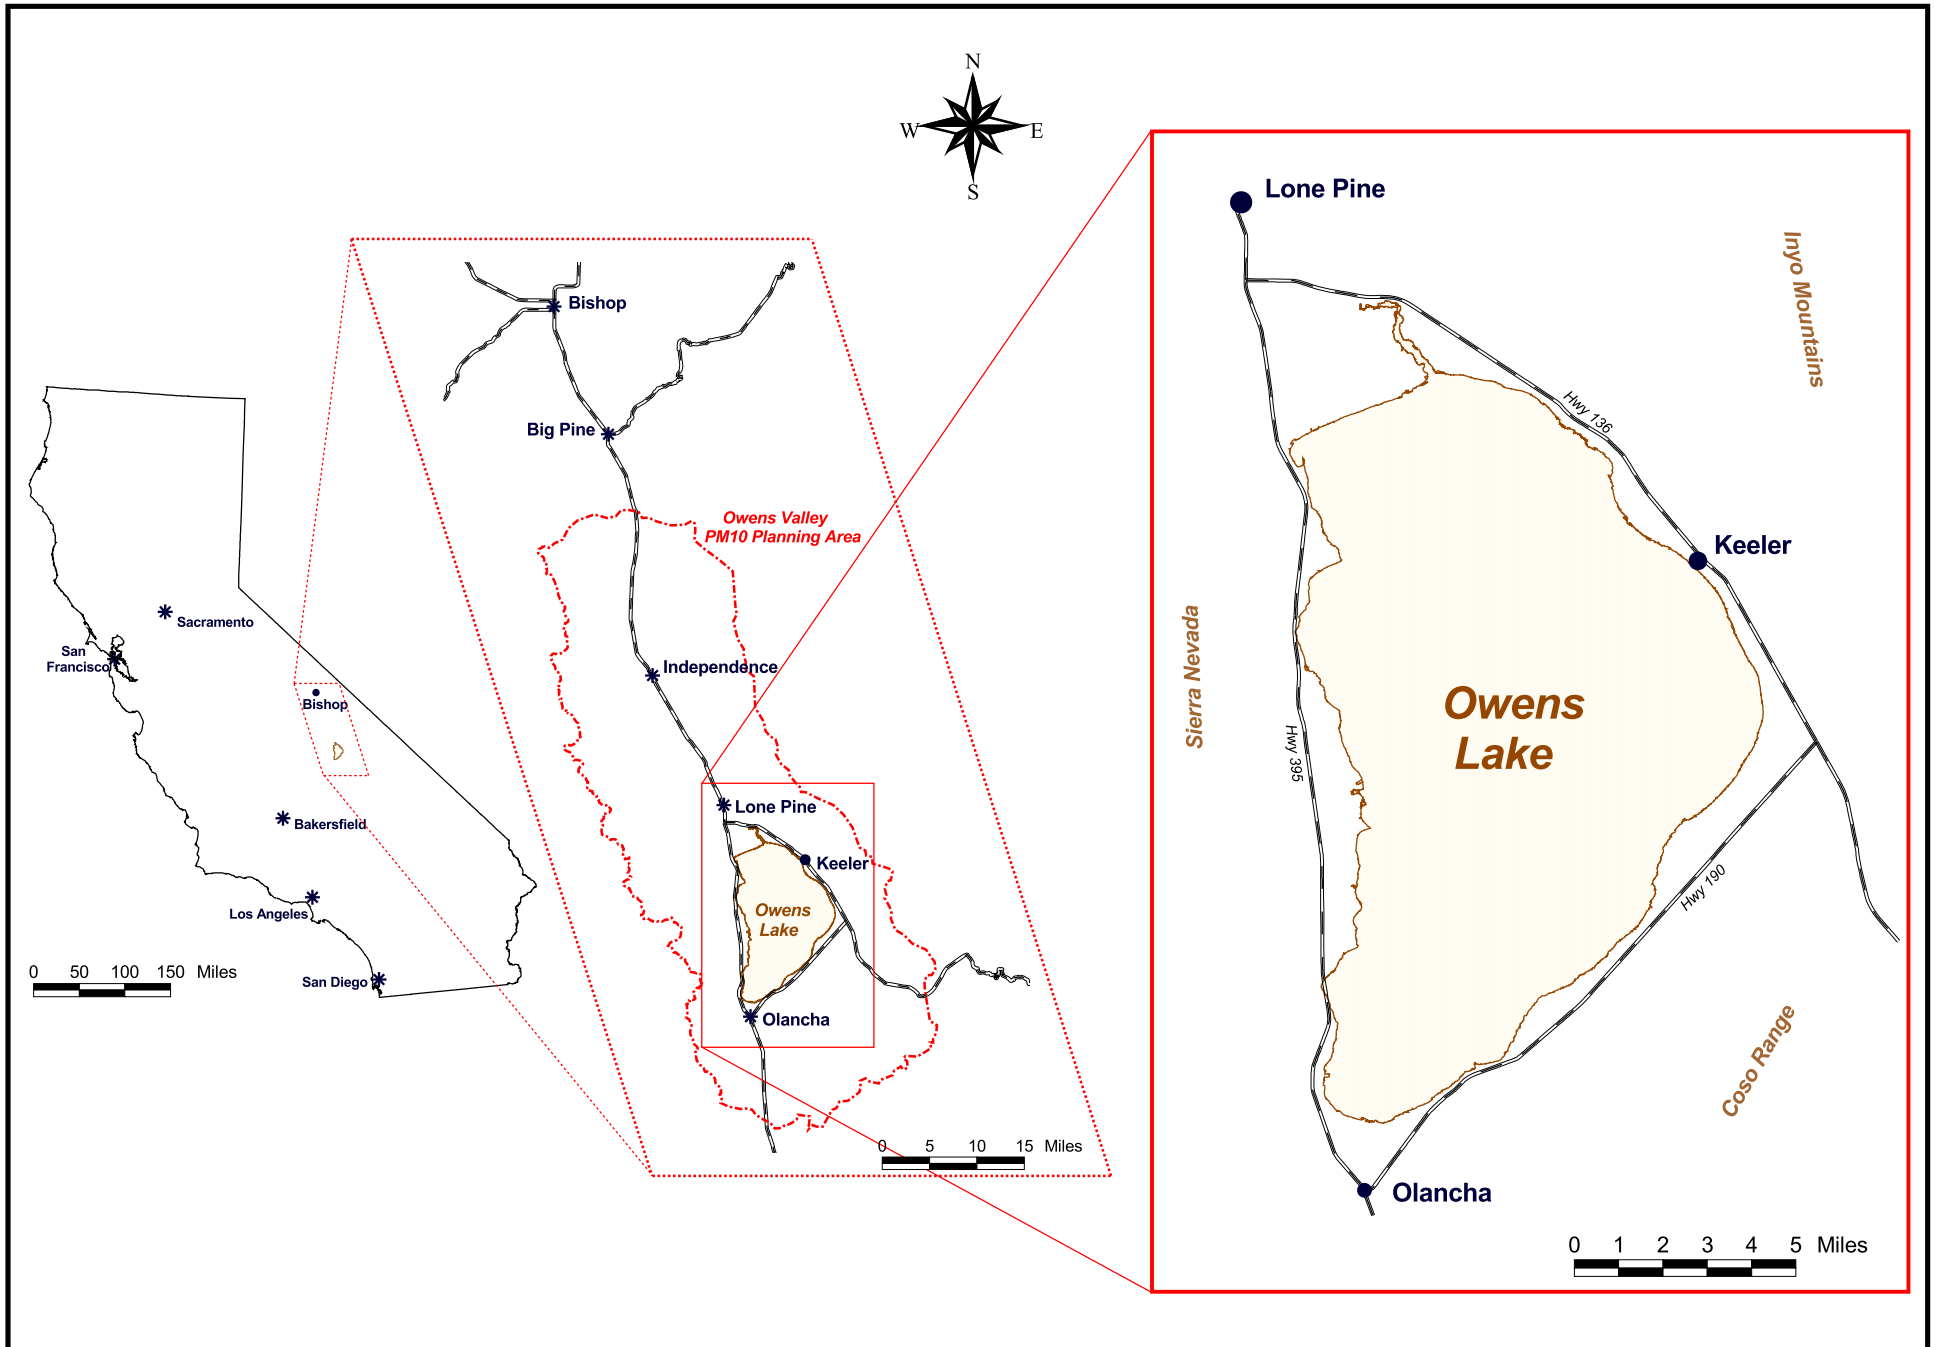 N
W
E
S
Sacramento
San
Francisco
Bishop
Bakersfield
Los Angeles
San Diego
0 50 100 150 Miles
Bishop
Big Pine
Owens Valley
PM10 Planning Area
Independence
Lone Pine
Keeler
Owens
Lake
Olancha
0 5 10 15 Miles
Lone Pine
Inyo Mountains
Hwy 136
Keeler
Sierra Nevada
Owens
Lake
Hwy 395
Hwy 190
Coso Range
Olancha
0 1 2 3 4 5 Miles